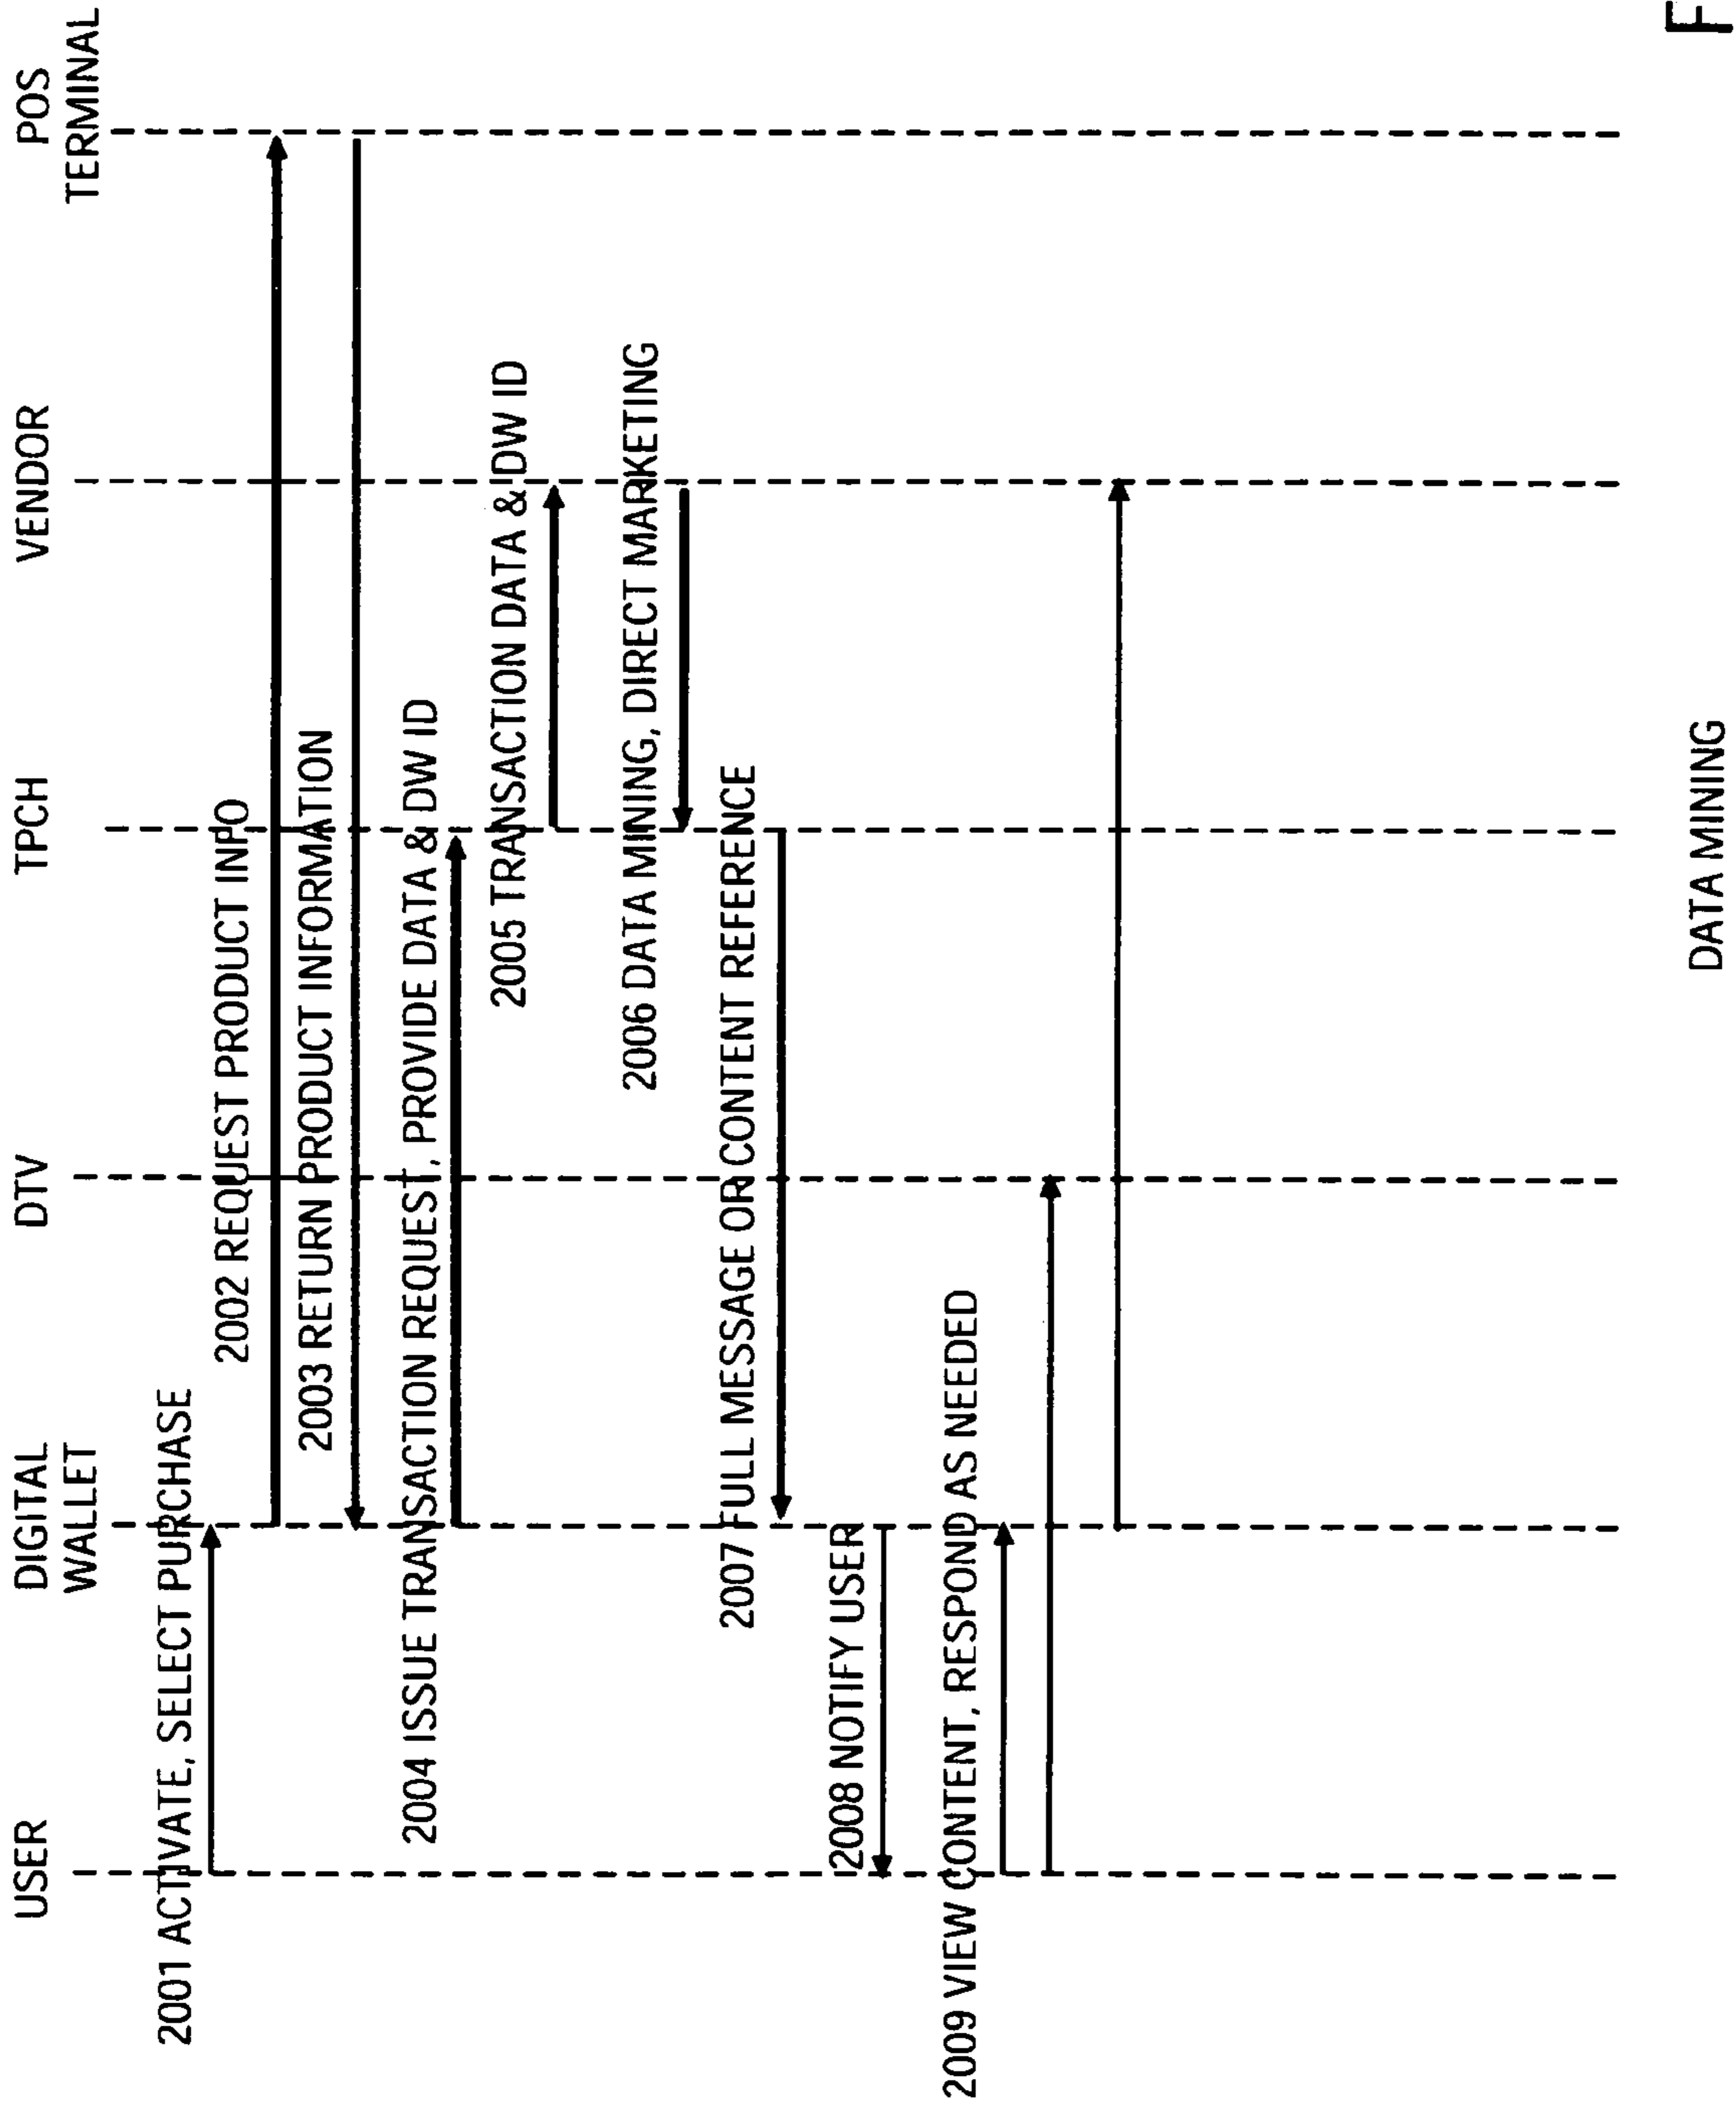 USER
DIGITAL
WALLET
DTV
TPCH
VENDOR
POS
TERMINAL
2001 ACTIVATE, SELECT PURCHASE
2002 REQUEST PRODUCT INFO
2003 RETURN PRODUCT INFORMATION
2004 ISSUE TRANSACTION REQUEST, PROVIDE DATA & DW ID
2005 TRANSACTION DATA & DW ID
2006 DATA MINING, DIRECT MARKETING
2007 FULL MESSAGE OR CONTENT REFERENCE
2008 NOTIFY USER
2009 VIEW CONTENT, RESPOND AS NEEDED
DATA MINING
F